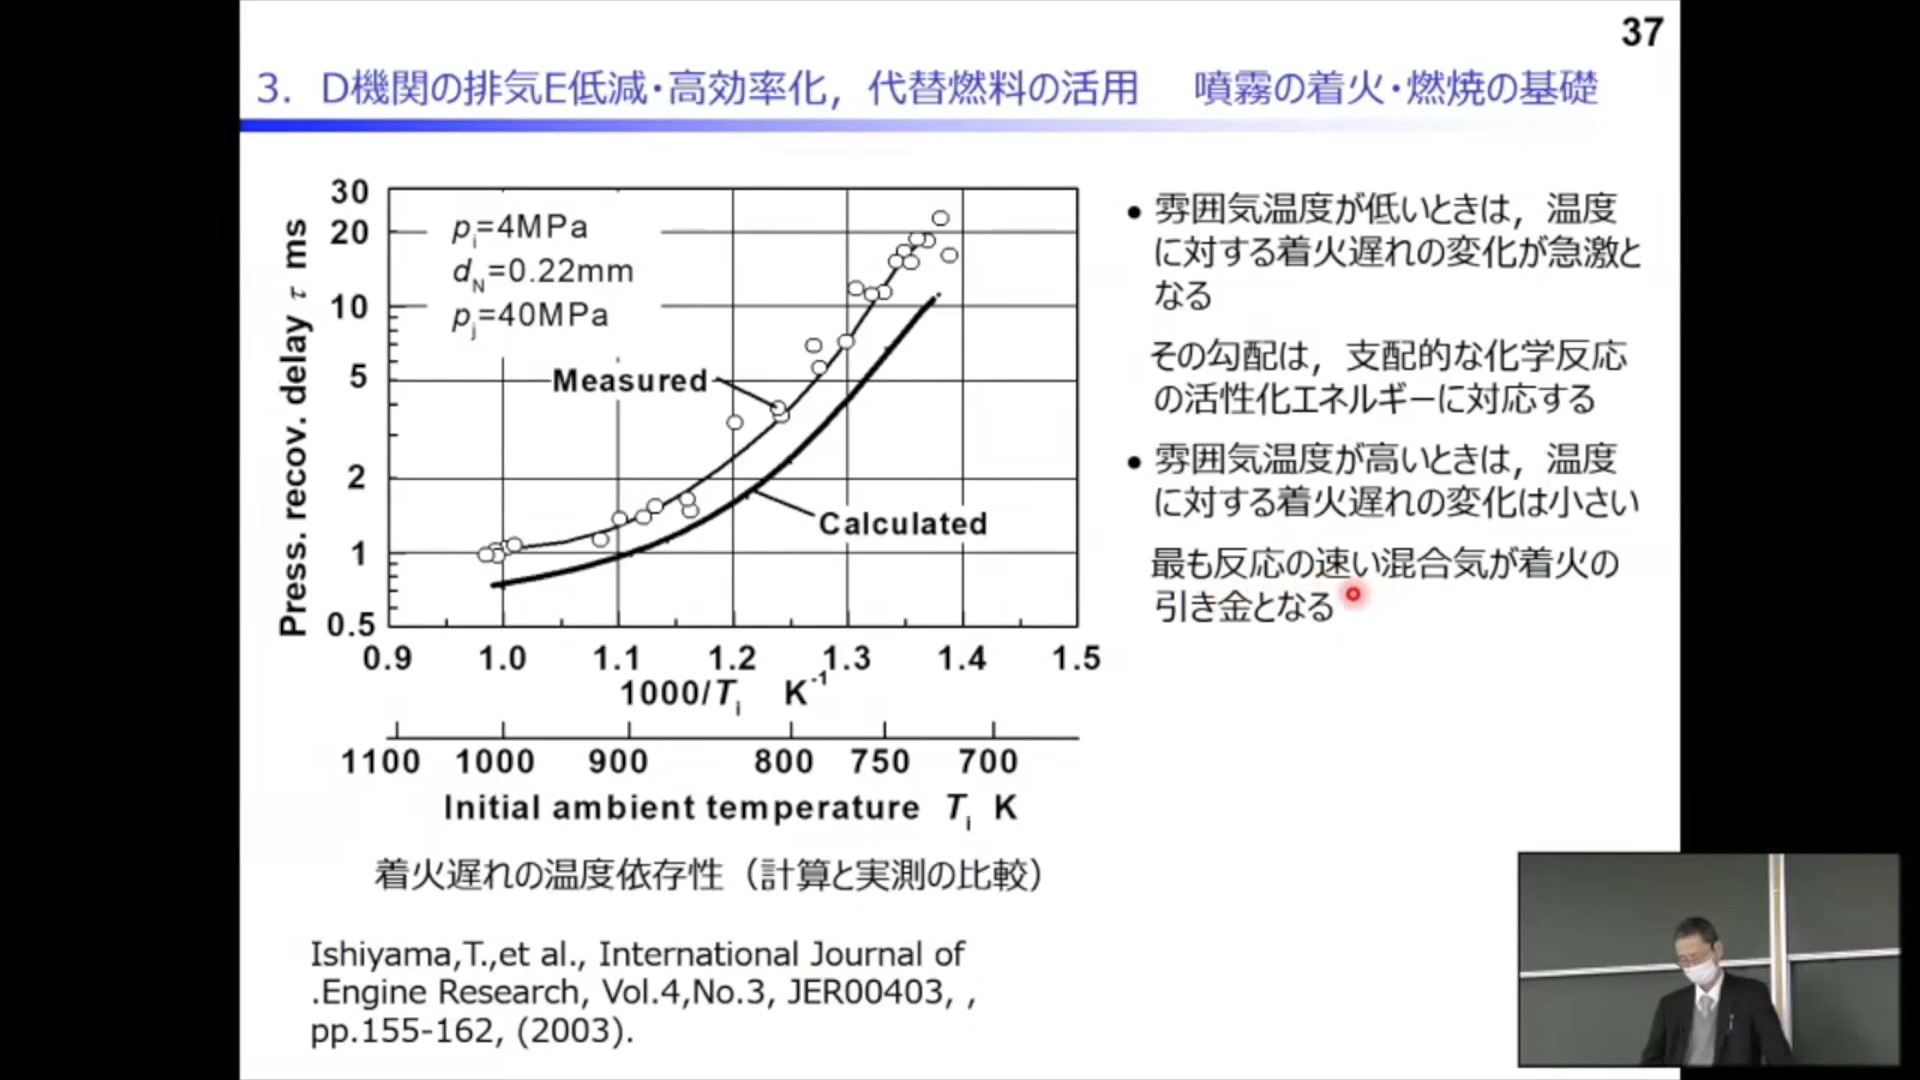 37
3. D機関の排気E低減・高効率化，代替燃料の活用 噴霧の着火・燃焼の基礎
Press. recov. delay τ ms
30
20
10
5
2
1
0.5
pi=4MPa
dN=0.22mm
pj=40MPa
Measured
Calculated
0.9 1.0 1.1 1.2 1.3 1.4 1.5
1000/Ti K-1
1100 1000 900 800 750 700
Initial ambient temperature Ti K
着火遅れの温度依存性（計算と実測の比較）
Ishiyama,T.,et al., International Journal of
.Engine Research, Vol.4,No.3, JER00403, ,
pp.155-162, (2003).
● 雰囲気温度が低いときは，温度
に対する着火遅れの変化が急激と
なる
その勾配は，支配的な化学反応
の活性化エネルギーに対応する
● 雰囲気温度が高いときは，温度
に対する着火遅れの変化は小さい
最も反応の速い混合気が着火の
引き金となる